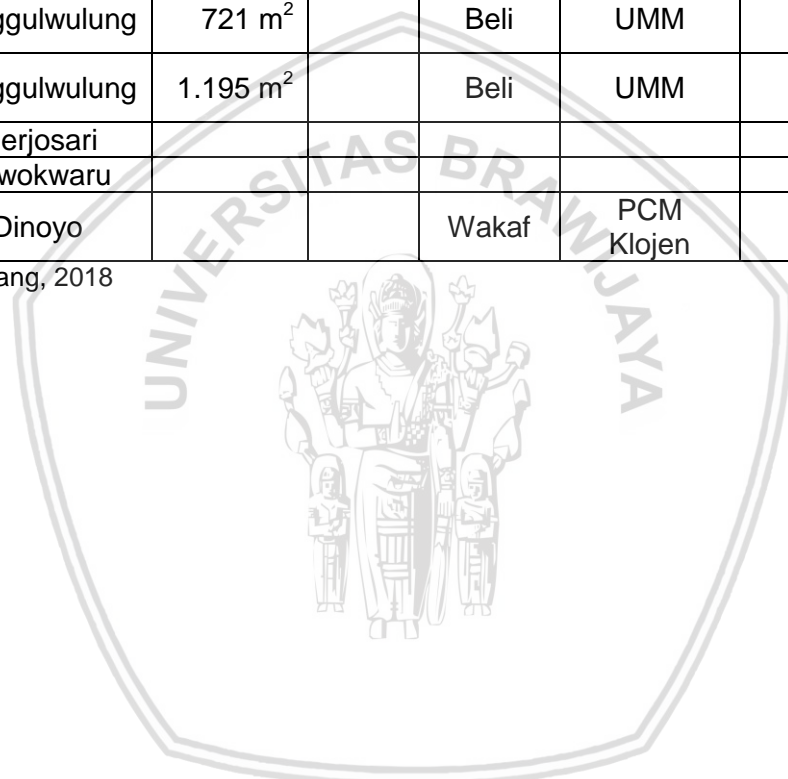 ggulwulung 721 m² Beli UMM
ggulwulung 1.195 m² Beli UMM
erjosari
wokwaru
Dinoyo Wakaf PCM Klojen
ang, 2018
UNIVERSITAS BRAWIJAYA